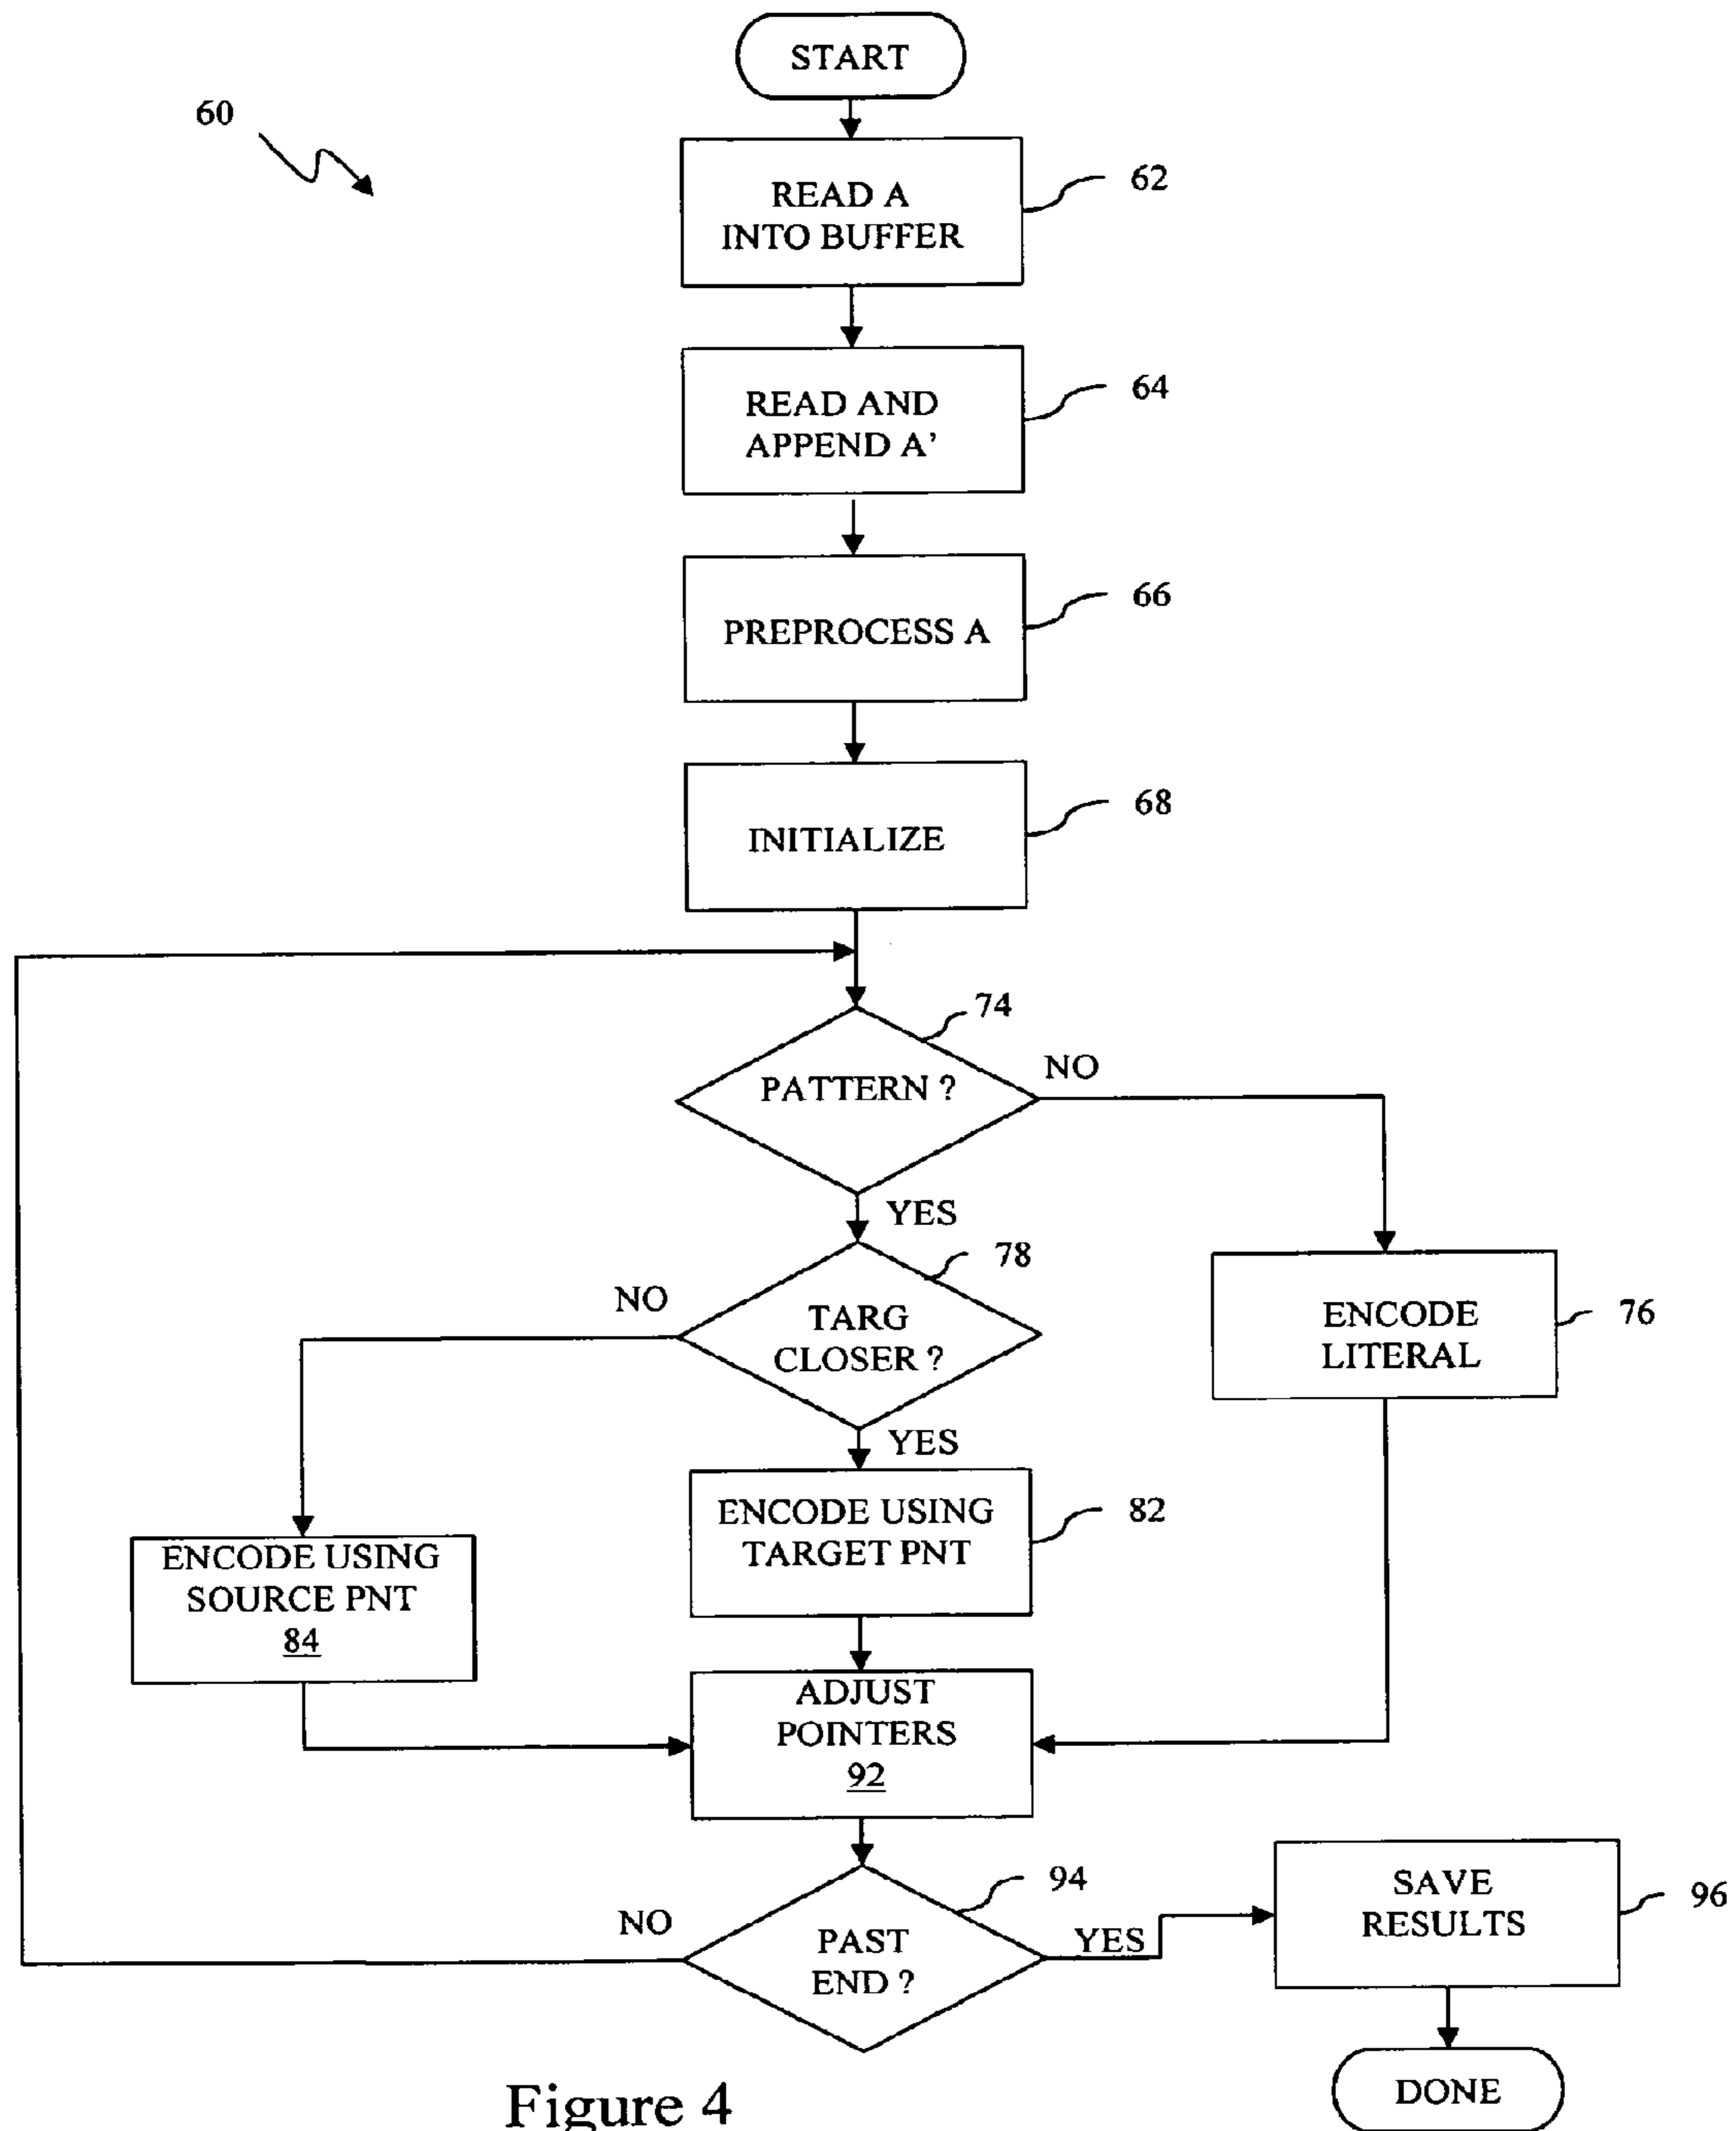 START
60
READ A
INTO BUFFER
62
READ AND
APPEND A'
64
PREPROCESS A
66
INITIALIZE
68
74
PATTERN ?
NO
YES
78
NO
TARG
CLOSER ?
ENCODE
LITERAL
76
YES
ENCODE USING
TARGET PNT
82
ENCODE USING
SOURCE PNT
84
ADJUST
POINTERS
92
94
NO
PAST
END ?
YES
SAVE
RESULTS
96
DONE
Figure 4